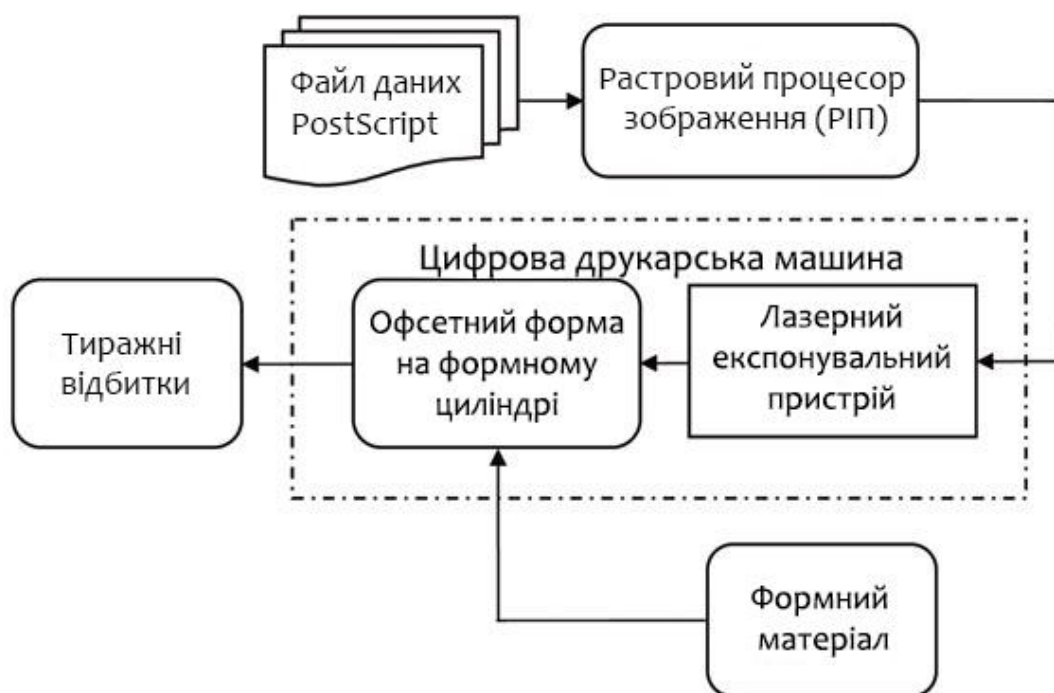 Файл даних
PostScript
Растровий процесор
зображення (РІП)
Цифрова друкарська машина
Тиражні
відбитки
Офсетний форма
на формному
циліндрі
Лазерний
експонувальний
пристрій
Формний
матеріал